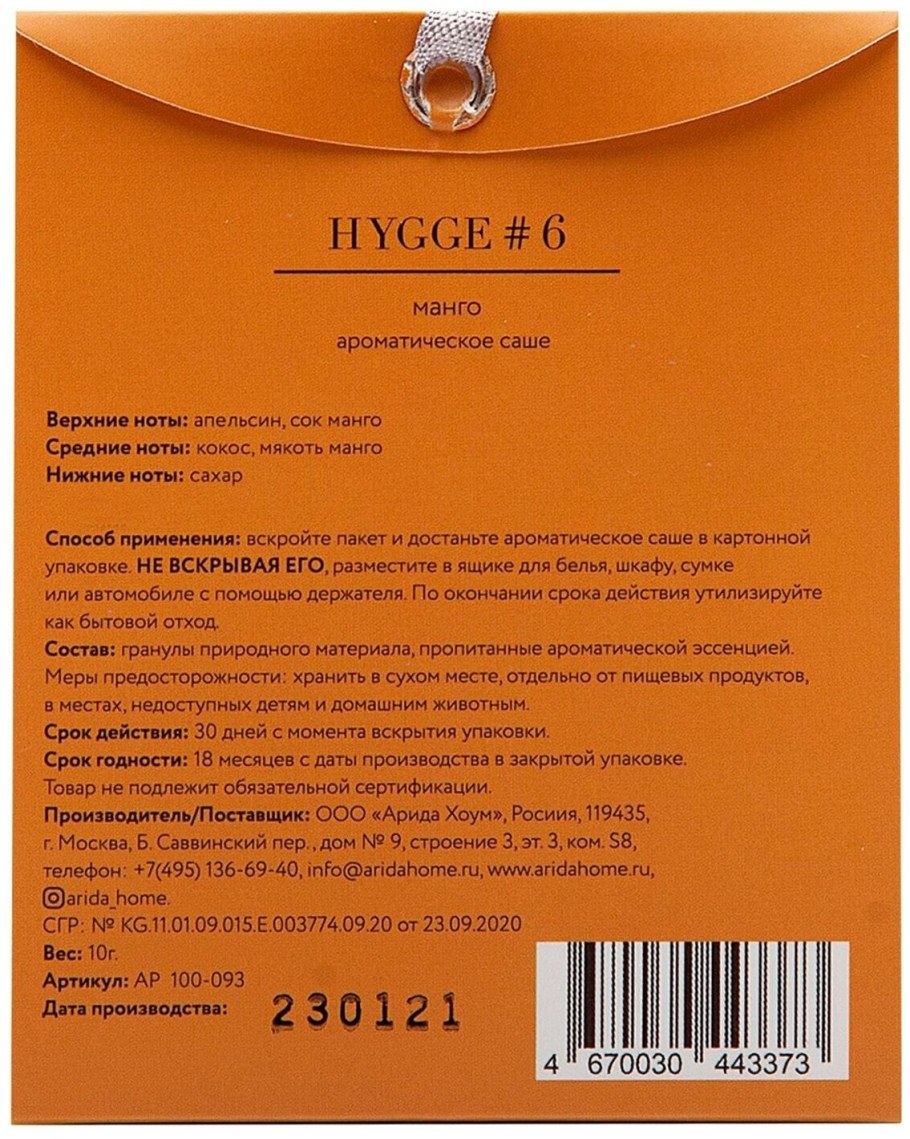 HYGGE # 6
манго
ароматическое саше
Верхние ноты: апельсин, сок манго
Средние ноты: кокос, мякоть манго
Нижние ноты: сахар
Способ применения: вскройте пакет и достаньте ароматическое саше в картонной
упаковке. НЕ ВСКРЫВАЯ ЕГО, разместите в ящике для белья, шкафу, сумке
или автомобиле с помощью держателя. По окончании срока действия утилизируйте
как бытовой отход.
Состав: гранулы природного материала, пропитанные ароматической эссенцией.
Меры предосторожности: хранить в сухом месте, отдельно от пищевых продуктов,
в местах, недоступных детям и домашним животным.
Срок действия: 30 дней с момента вскрытия упаковки.
Срок годности: 18 месяцев с даты производства в закрытой упаковке.
Товар не подлежит обязательной сертификации.
Производитель/Поставщик: ООО «Арида Хоум», Росиия, 119435,
г. Москва, Б. Саввинский пер., дом № 9, строение 3, эт. 3, ком. S8,
телефон: +7(495) 136-69-40, info@aridahome.ru, www.aridahome.ru,
arida_home.
СГР: № KG.11.01.09.015.E.003774.09.20 от 23.09.2020
Вес: 10г.
Артикул: АР 100-093
Дата производства: 230121
4 670030 443373